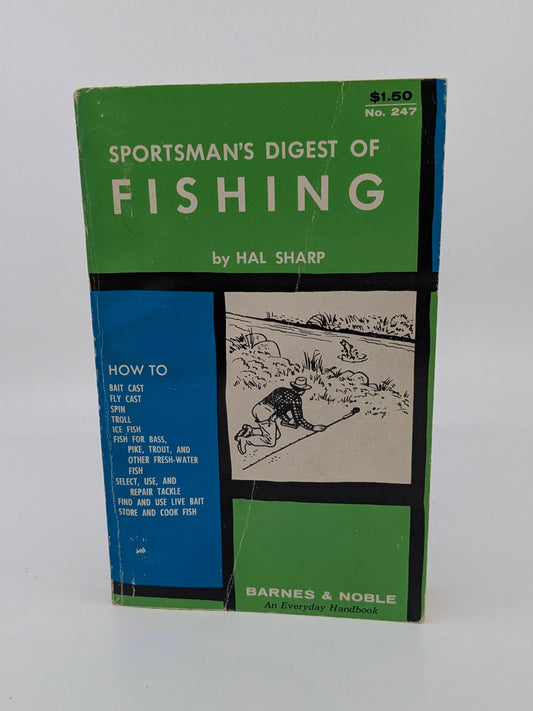 $1.50
No. 247
SPORTSMAN'S DIGEST OF
FISHING
by HAL SHARP
HOW TO
BAIT CAST
FLY CAST
SPIN
TROLL
ICE FISH
FISH FOR BASS,
PIKE, TROUT, AND
OTHER FRESH-WATER
FISH
SELECT, USE, AND
REPAIR TACKLE
FIND AND USE LIVE BAIT
STORE AND COOK FISH
BARNES & NOBLE
An Everyday Handbook